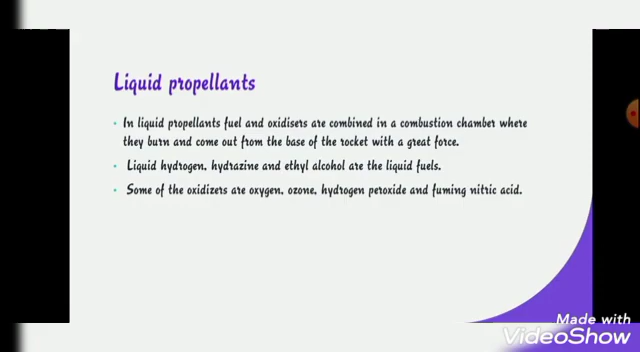 Liquid propellants
In liquid propellants fuel and oxidisers are combined in a combustion chamber where
they burn and come out from the base of the rocket with a great force.
Liquid hydrogen, hydrazine and ethyl alcohol are the liquid fuels.
Some of the oxidizers are oxygen, ozone, hydrogen peroxide and fuming nitric acid.
Made with
VideoShow